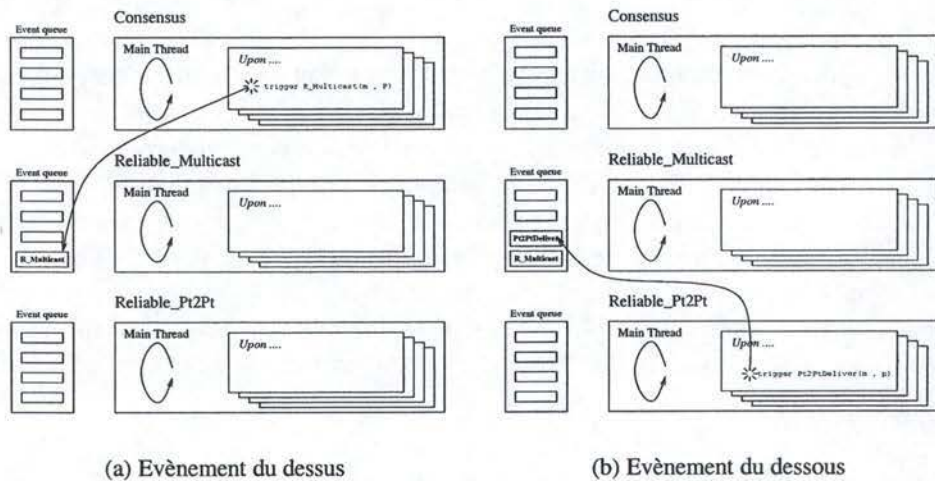 Consensus
Event queue
Main Thread
Upon ....
trigger R_Multicast(m , P)
Reliable_Multicast
Event queue
Main Thread
Upon ....
R_Multicast
Reliable_Pt2Pt
Event queue
Main Thread
Upon ....
(a) Evènement du dessus
Consensus
Event queue
Main Thread
Upon ....
Reliable_Multicast
Event queue
Main Thread
Upon ....
Pt2PtDeliver
R_Multicast
Reliable_Pt2Pt
Event queue
Main Thread
Upon ....
trigger Pt2PtDeliver(m , p)
(b) Evènement du dessous